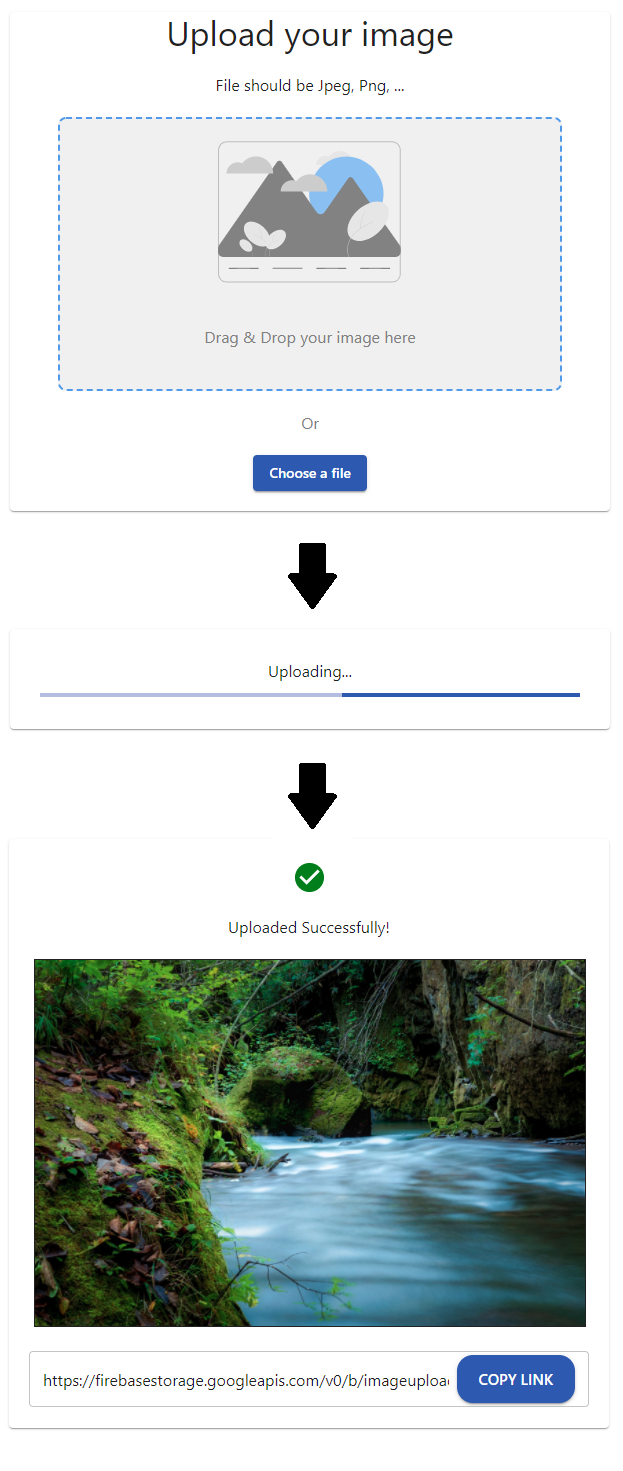 Upload your image
File should be Jpeg, Png, ...
Drag & Drop your image here
Or
Choose a file
Uploading...
Uploaded Successfully!
https://firebasestorage.googleapis.com/v0/b/imageuploa
COPY LINK